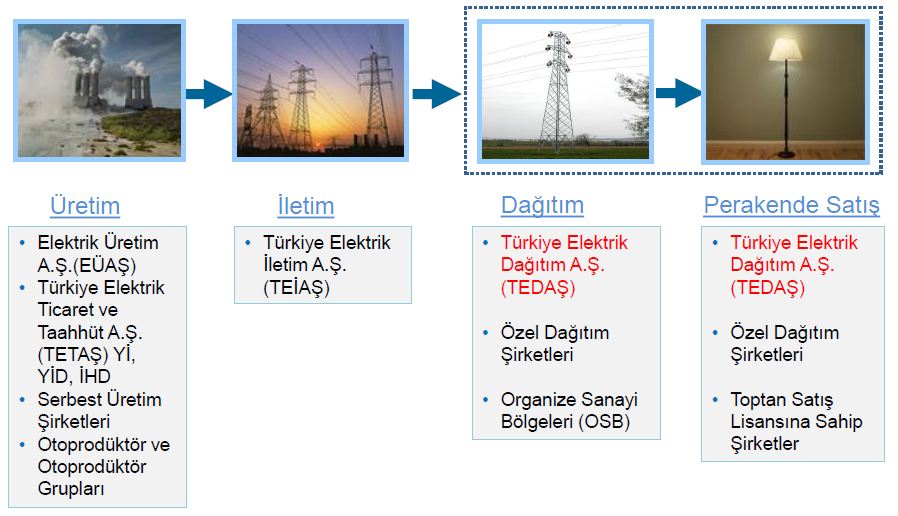 Üretim
• Elektrik Üretim
A.Ş.(EÜAŞ)
• Türkiye Elektrik
Ticaret ve
Taahhüt A.Ş.
(TETAŞ) Yİ,
YİD, İHD
• Serbest Üretim
Şirketleri
• Otoprodüktör ve
Otoprodüktör
Grupları
İletim
• Türkiye Elektrik
İletim A.Ş.
(TEİAŞ)
Dağıtım
• Türkiye Elektrik
Dağıtım A.Ş.
(TEDAŞ)
• Özel Dağıtım
Şirketleri
• Organize Sanayi
Bölgeleri (OSB)
Perakende Satış
• Türkiye Elektrik
Dağıtım A.Ş.
(TEDAŞ)
• Özel Dağıtım
Şirketleri
• Toptan Satış
Lisansına Sahip
Şirketler